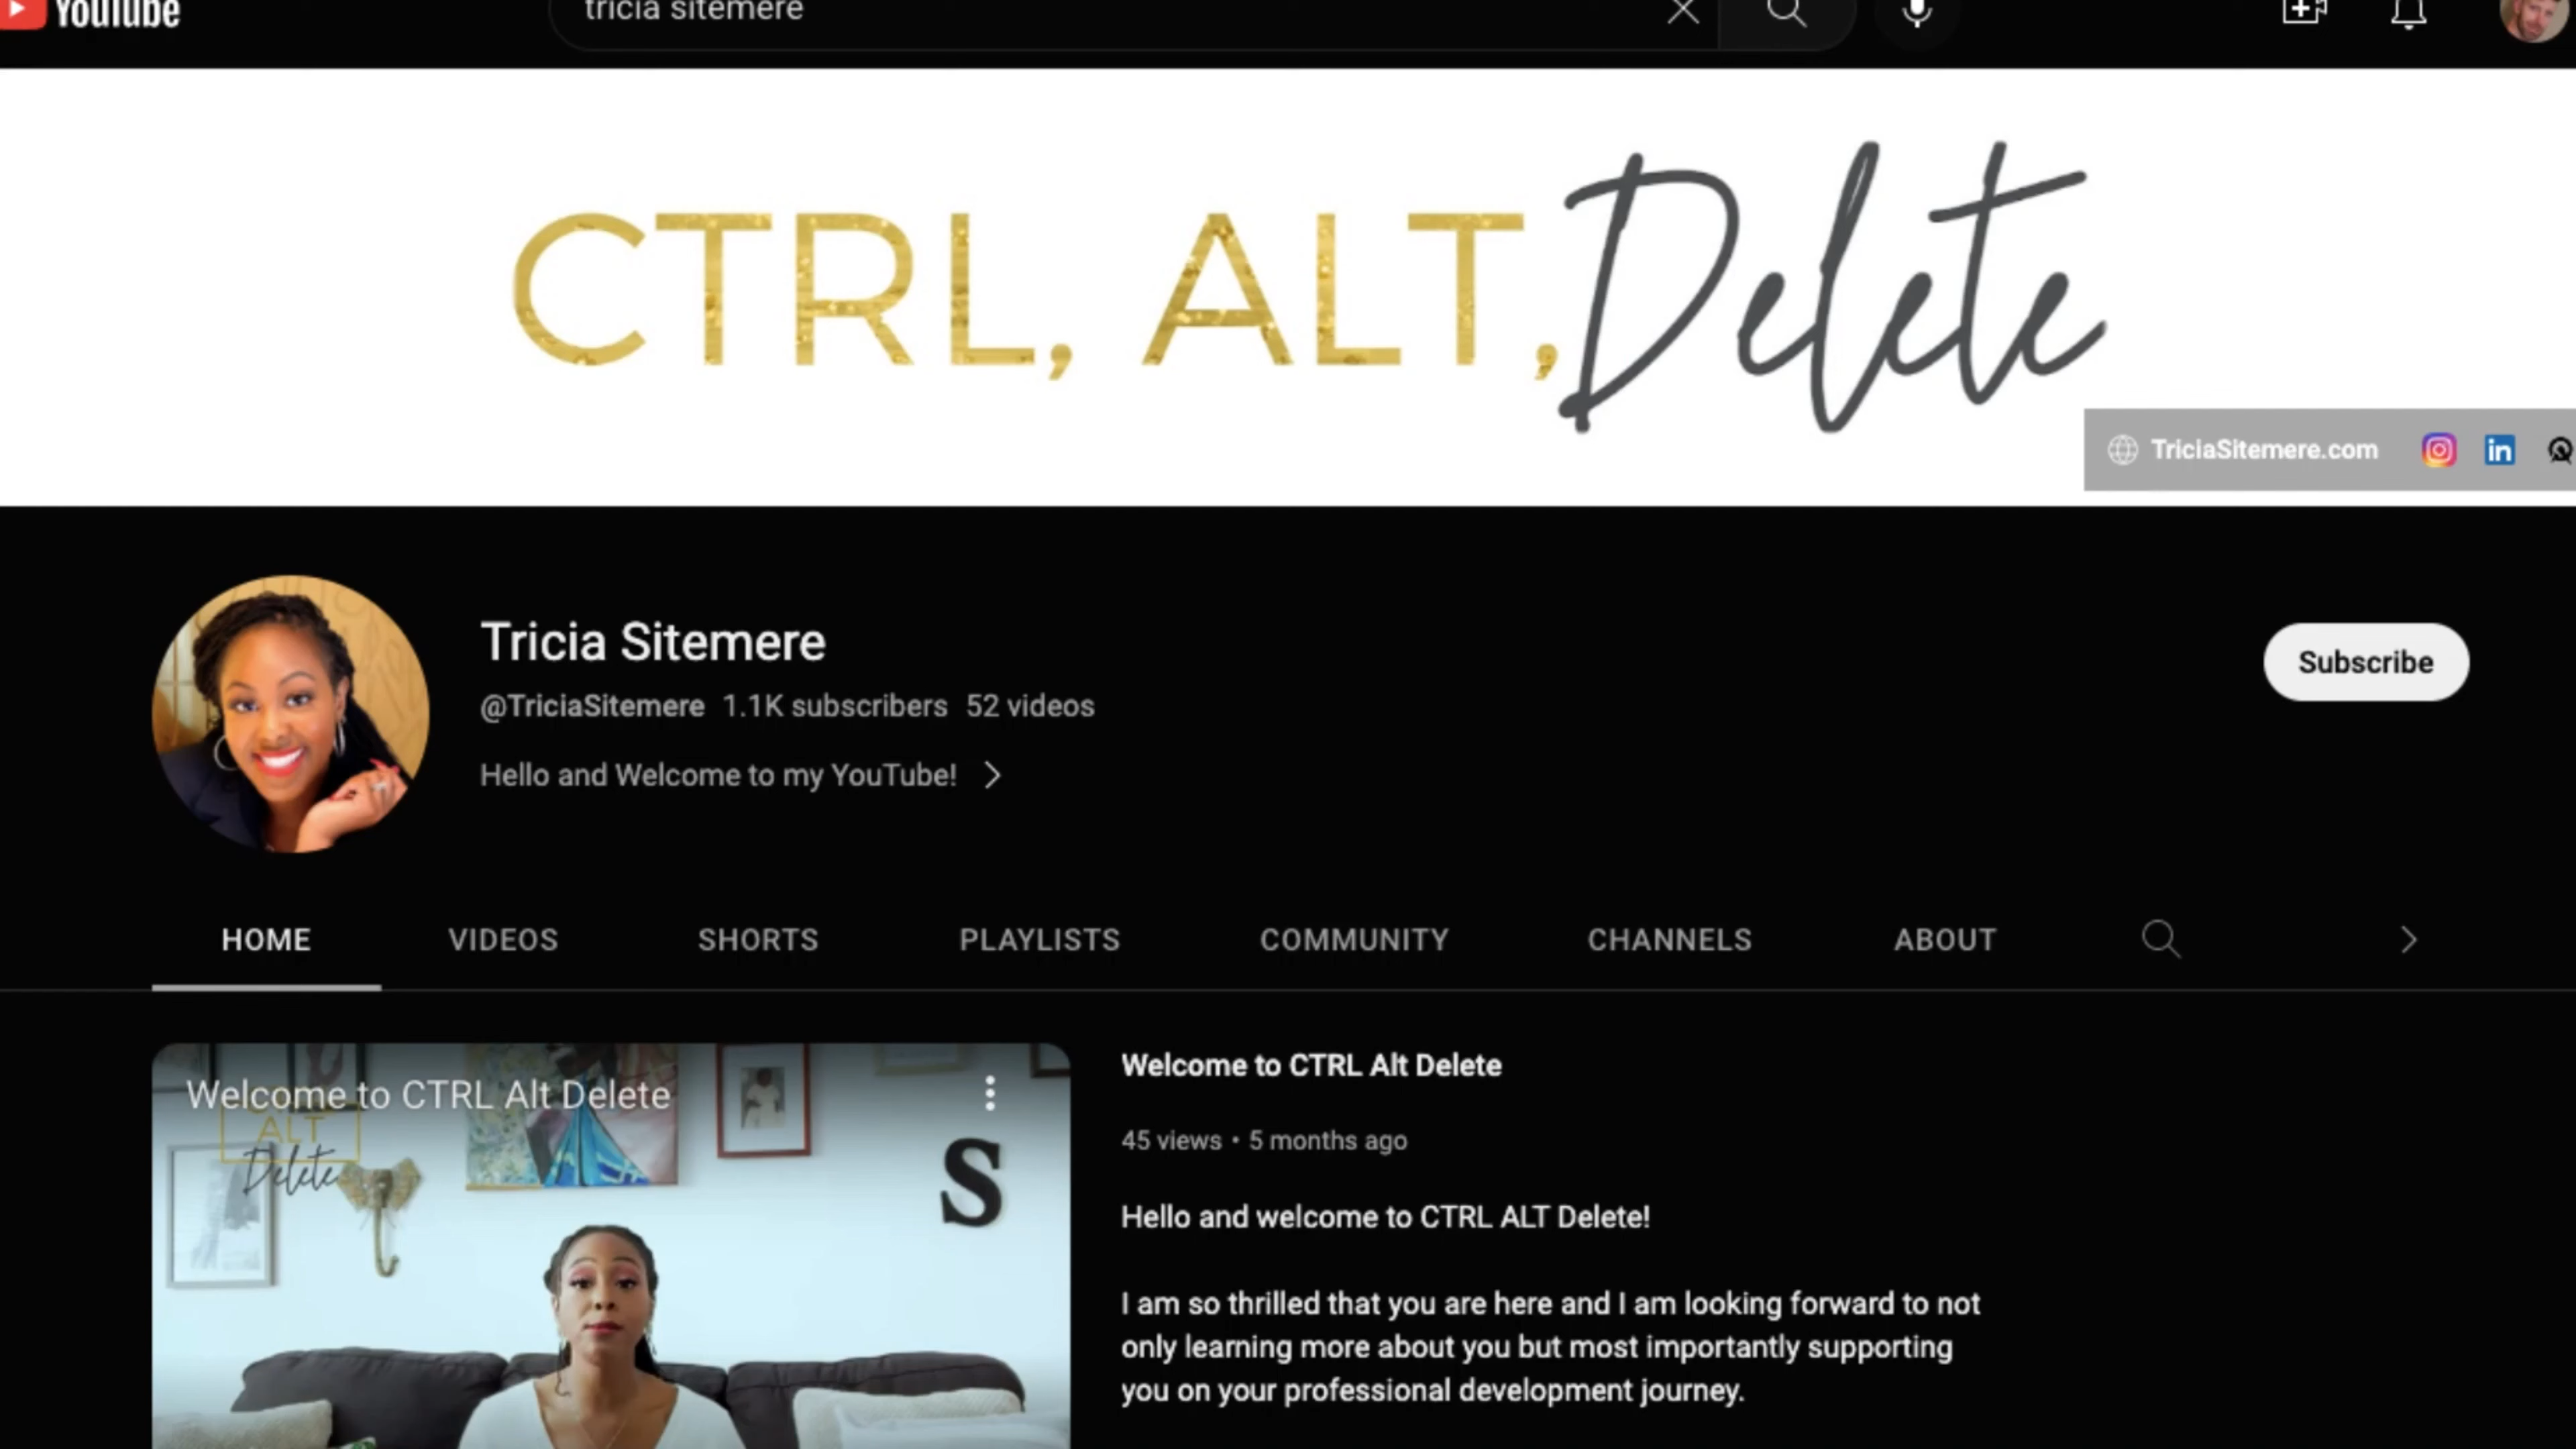 YouTube
tricia sitemere
CTRL, ALT, Delete
TriciaSitemere.com
Tricia Sitemere
@TriciaSitemere 1.1K subscribers 52 videos
Hello and Welcome to my YouTube!
Subscribe
HOME VIDEOS SHORTS PLAYLISTS COMMUNITY CHANNELS ABOUT
Welcome to CTRL Alt Delete
ALT
Delete
S
Welcome to CTRL Alt Delete
45 views • 5 months ago
Hello and welcome to CTRL ALT Delete!
I am so thrilled that you are here and I am looking forward to not
only learning more about you but most importantly supporting
you on your professional development journey.